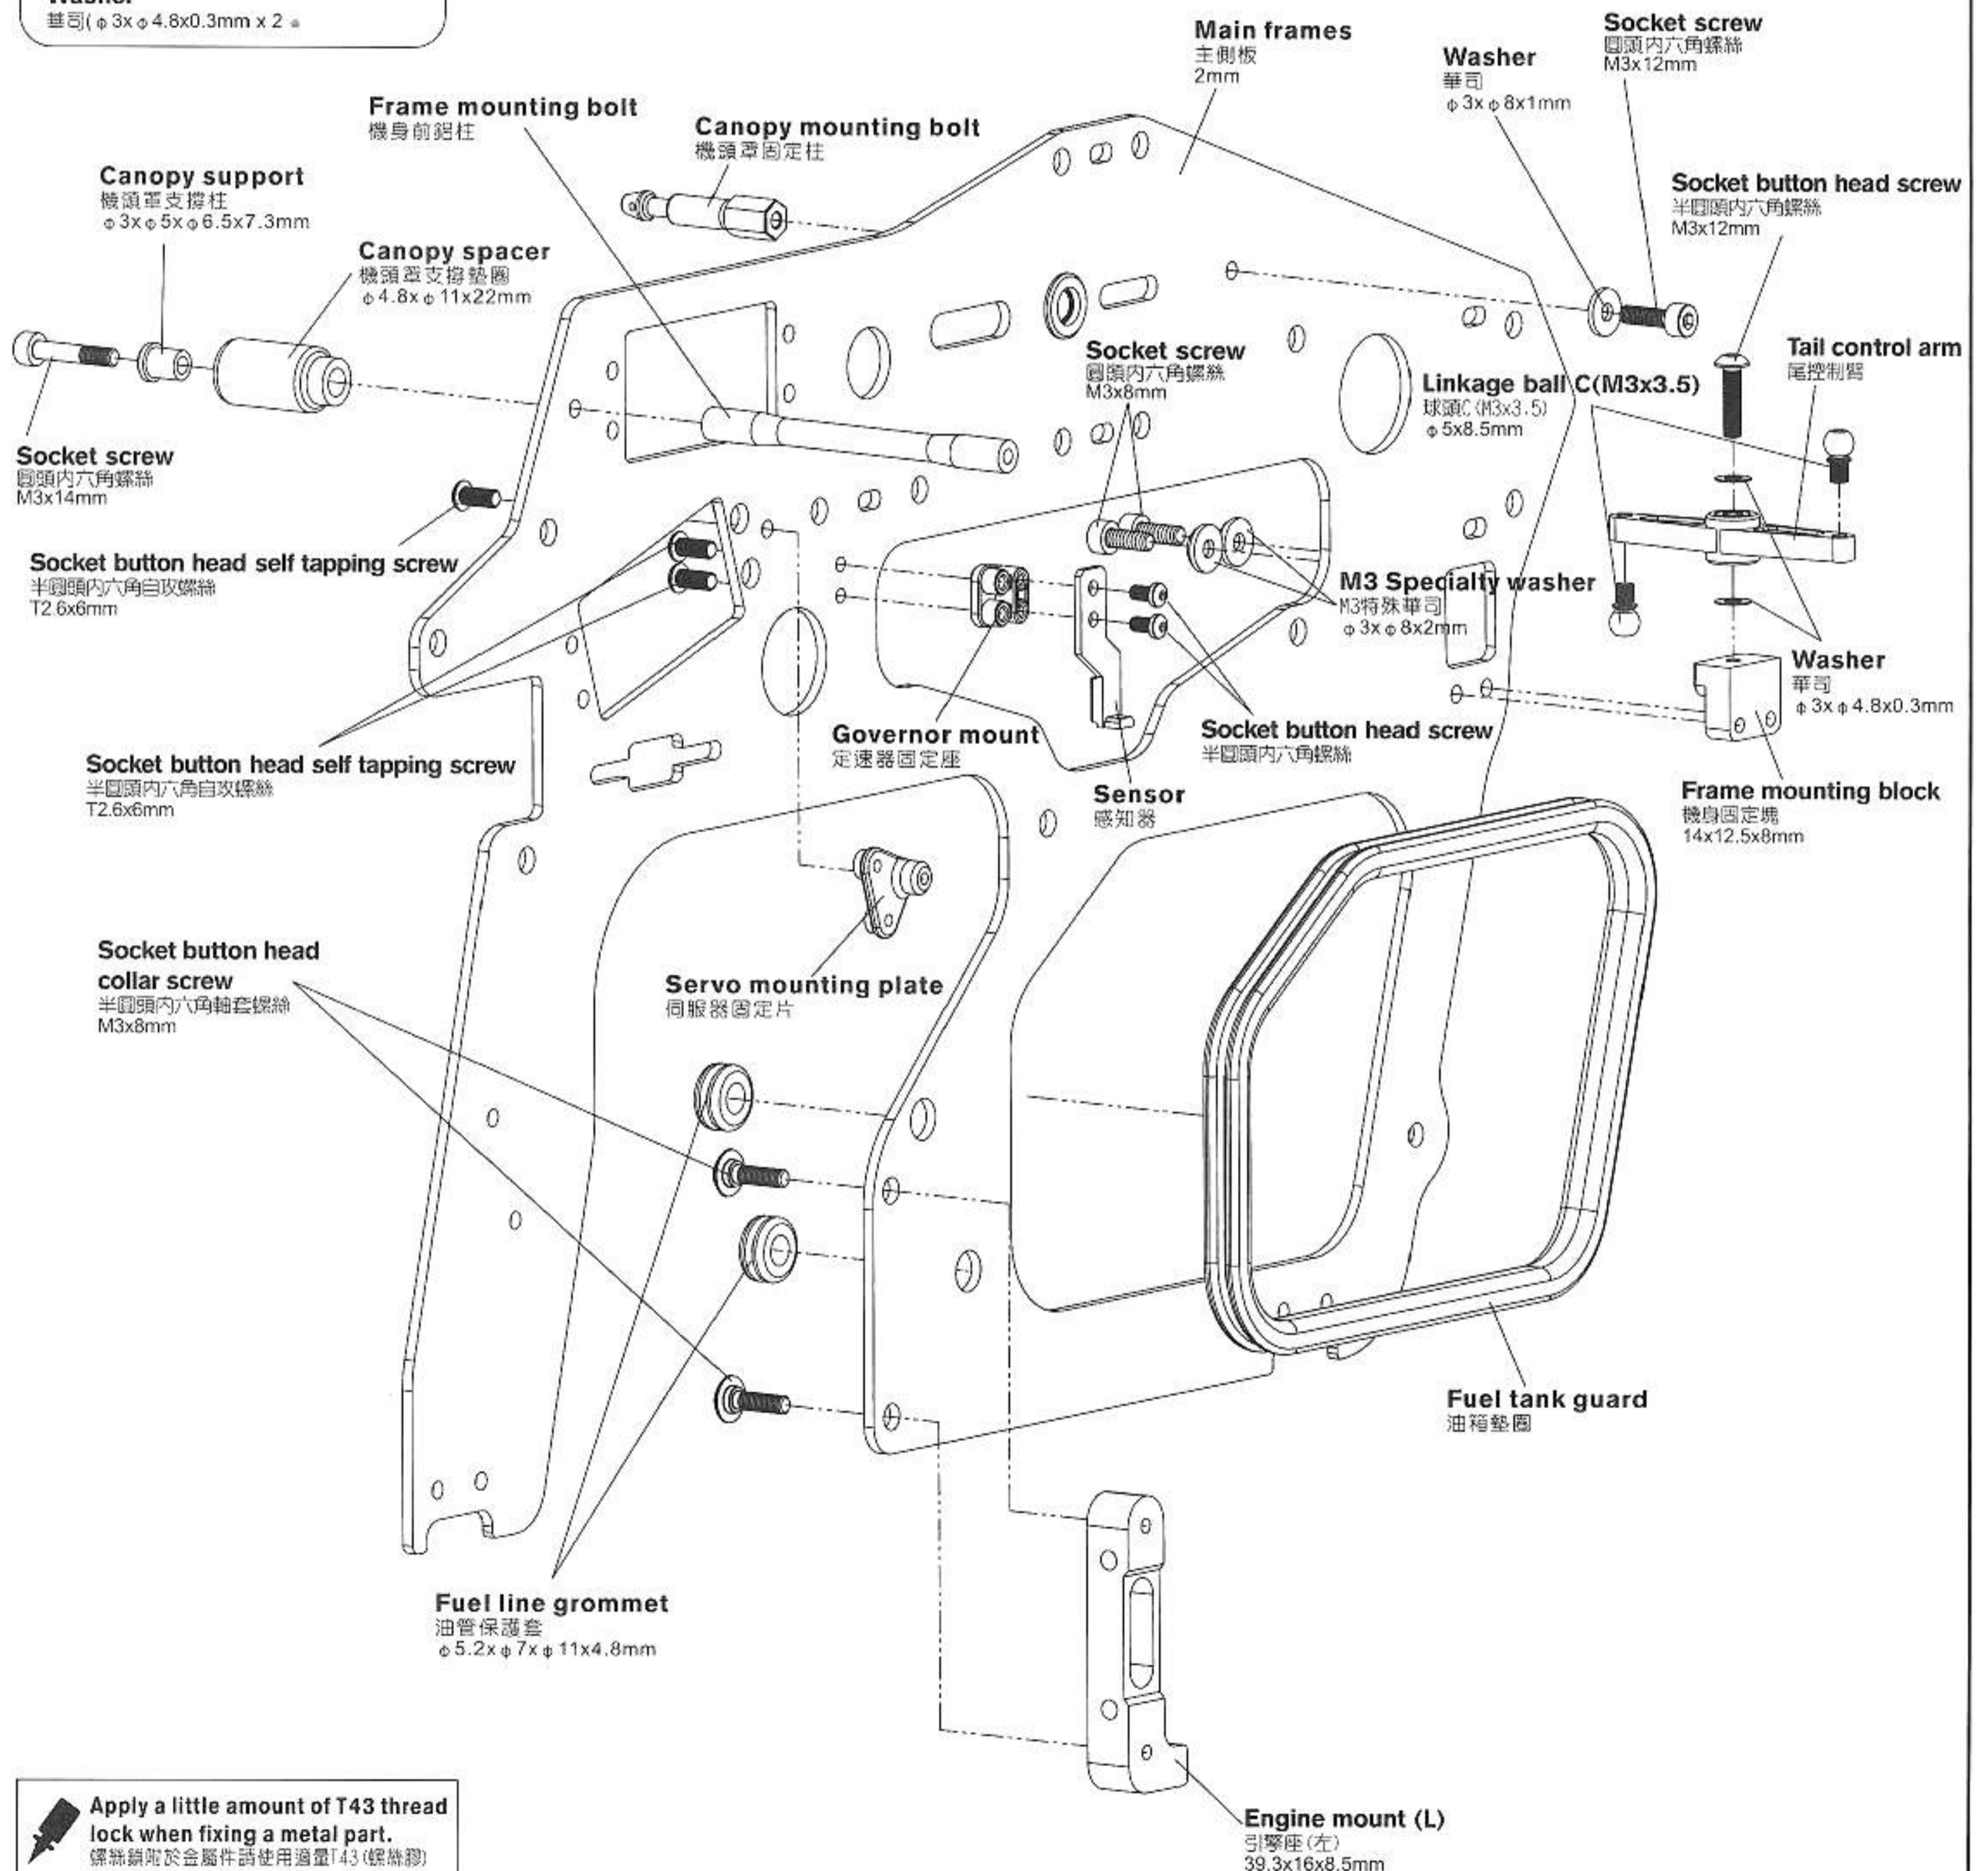 華司(φ3xφ4.8x0.3mm x 2
Main frames
主側板
2mm
Socket screw
圓頭內六角螺絲
M3x12mm
Washer
華司
φ3xφ8x1mm
Frame mounting bolt
機身前鋁柱
Canopy mounting bolt
機頭罩固定柱
Canopy support
機頭罩支撐柱
φ3xφ5xφ6.5x7.3mm
Socket button head screw
半圓頭內六角螺絲
M3x12mm
Canopy spacer
機頭罩支撐墊圈
φ4.8xφ11x22mm
Socket screw
圓頭內六角螺絲
M3x8mm
Tail control arm
尾控制臂
Linkage ball C(M3x3.5)
球頭C(M3x3.5)
φ5x8.5mm
Socket screw
圓頭內六角螺絲
M3x14mm
Socket button head self tapping screw
半圓頭內六角自攻螺絲
T2.6x6mm
M3 Specialty washer
M3特殊華司
φ3xφ8x2mm
Washer
華司
φ3xφ4.8x0.3mm
Governor mount
定速器固定座
Socket button head screw
半圓頭內六角螺絲
Socket button head self tapping screw
半圓頭內六角自攻螺絲
T2.6x6mm
Sensor
感知器
Frame mounting block
機身固定塊
14x12.5x8mm
Socket button head
collar screw
半圓頭內六角軸套螺絲
M3x8mm
Servo mounting plate
伺服器固定片
Fuel tank guard
油箱墊圈
Fuel line grommet
油管保護套
φ5.2xφ7xφ11x4.8mm
Apply a little amount of T43 thread
lock when fixing a metal part.
螺絲鎖附於金屬件請使用適量T43(螺絲膠)
Engine mount (L)
引擎座(左)
39.3x16x8.5mm